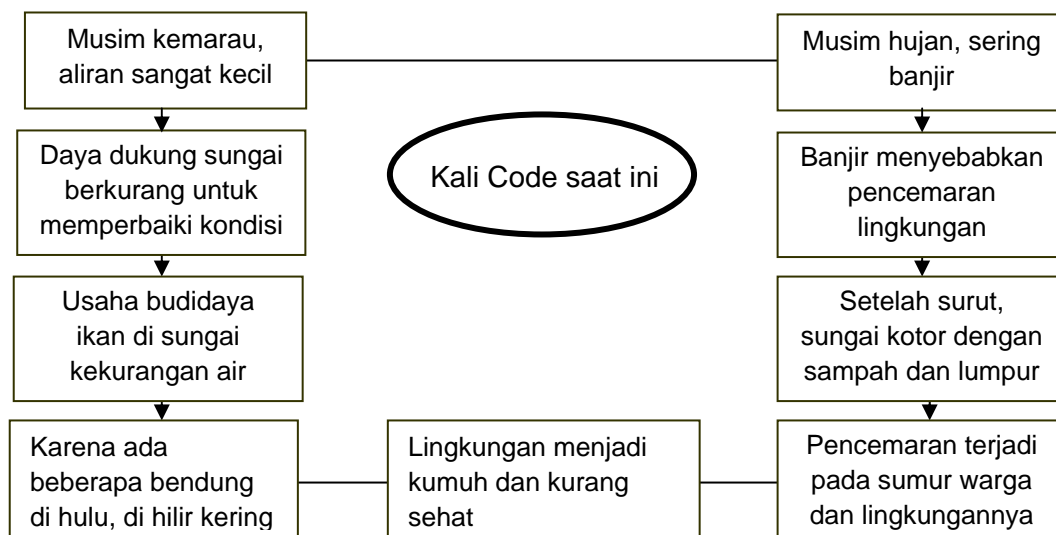 Musim kemarau,
aliran sangat kecil
Musim hujan, sering
banjir
Kali Code saat ini
Daya dukung sungai
berkurang untuk
memperbaiki kondisi
Banjir menyebabkan
pencemaran
lingkungan
Usaha budidaya
ikan di sungai
kekurangan air
Setelah surut,
sungai kotor dengan
sampah dan lumpur
Karena ada
beberapa bendung
di hulu, di hilir kering
Lingkungan menjadi
kumuh dan kurang
sehat
Pencemaran terjadi
pada sumur warga
dan lingkungannya